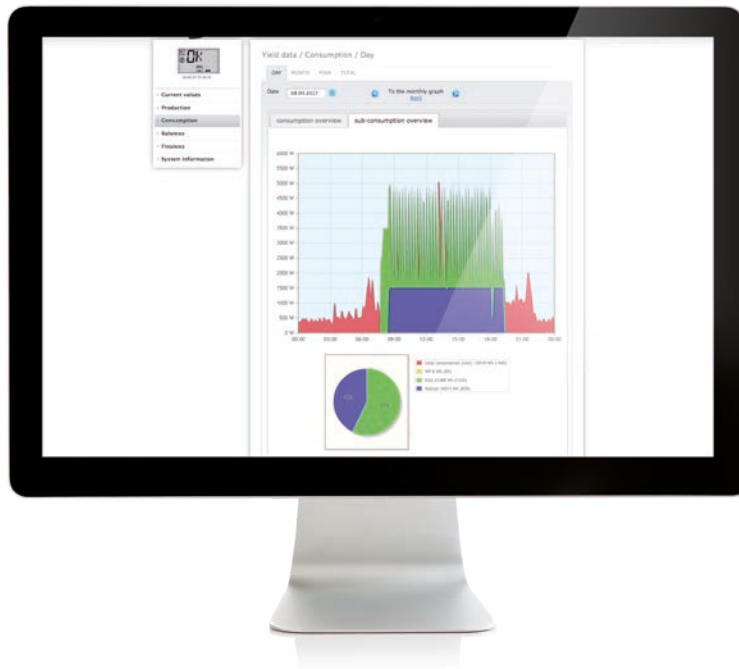 OK
Yield data / Consumption / Day
DAY MONTH YEAR TOTAL
Date 08.04.2017 To the monthly graph
Current values
Production
Consumption
Balances
Finances
System information
consumption overview sub-consumption overview
6000 W
5500 W
5000 W
4500 W
4000 W
3500 W
3000 W
2500 W
2000 W
1500 W
1000 W
500 W
0 W
00:00 03:00 06:00 09:00 12:00 15:00 18:00 21:00 00:00